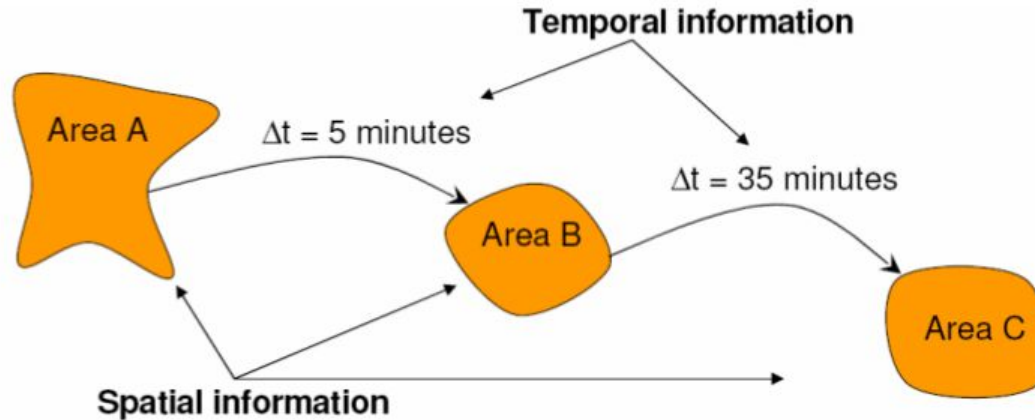 Temporal information
Area A
Δt = 5 minutes
Δt = 35 minutes
Area B
Area C
Spatial information